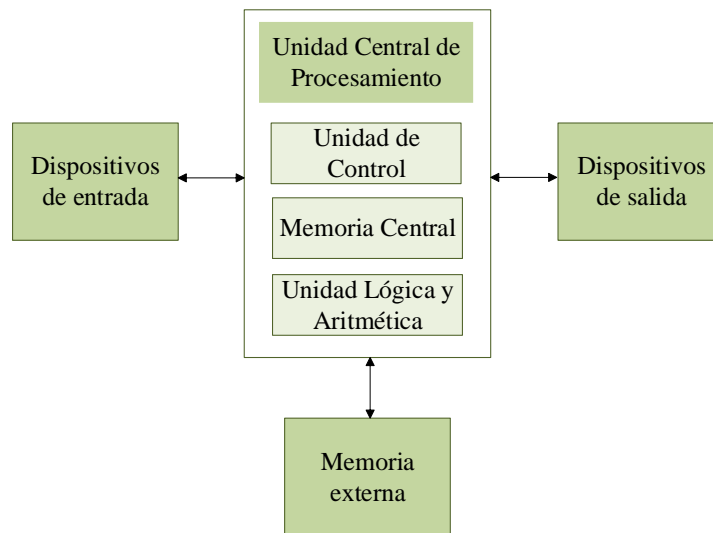 Unidad Central de
Procesamiento
Unidad de
Control
Memoria Central
Unidad Lógica y
Aritmética
Dispositivos
de entrada
Dispositivos
de salida
Memoria
externa